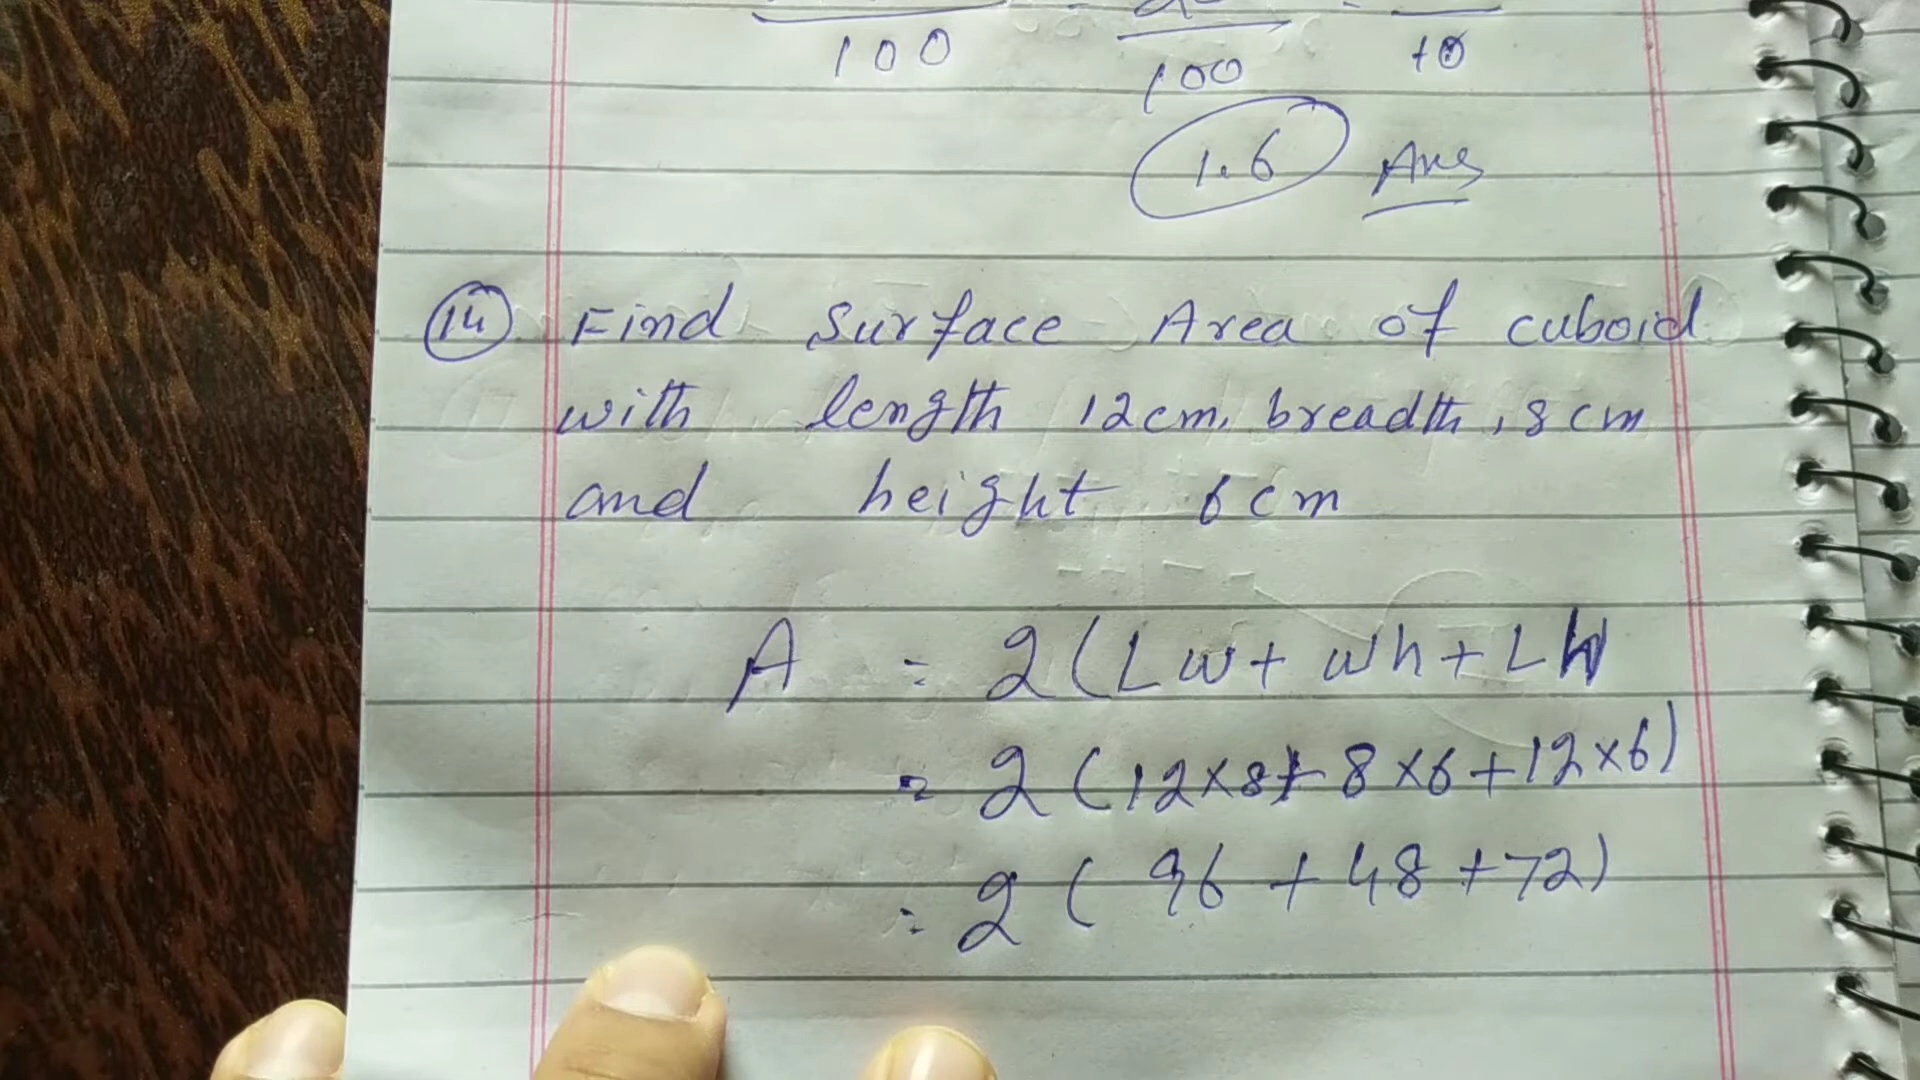 100 100 10
1.6 Ans
14 Find Surface Area of cuboid
with length 12cm, breadth, 8cm
and height 6cm
A = 2(Lw+wh+Lh
= 2(12×8+8×6+12×6)
= 2(96+48+72)